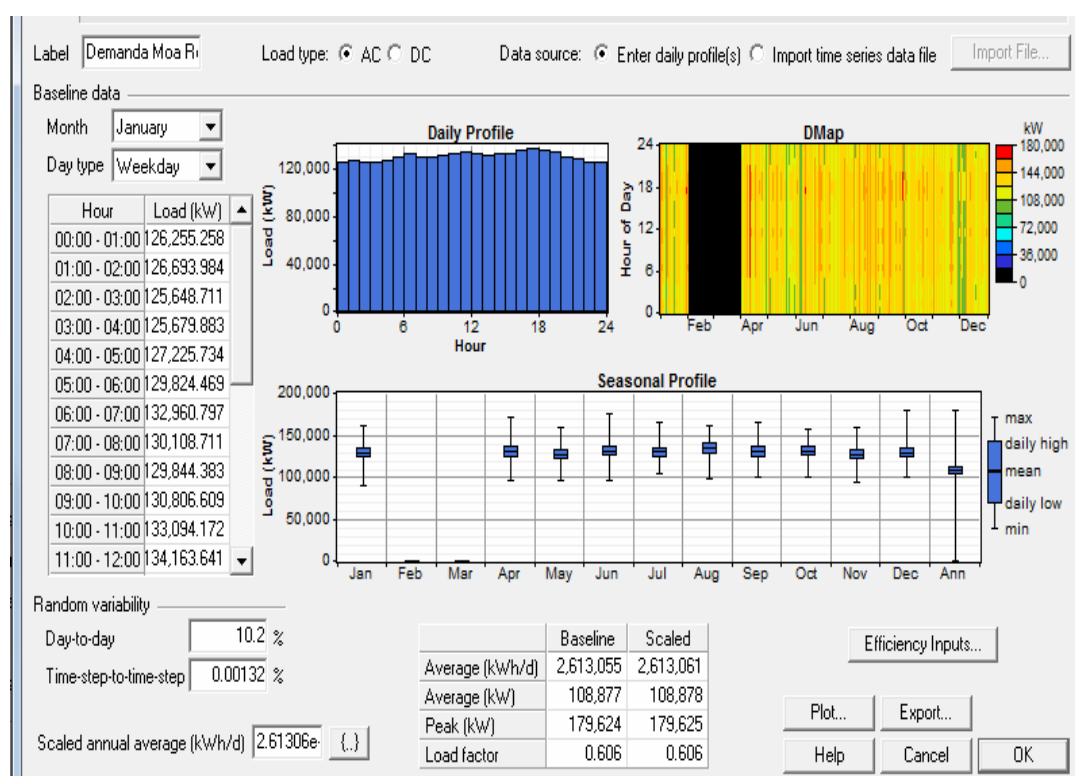 Label Demanda Moa R Load type: AC DC Data source: Enter daily profile(s) Import time series data file Import File...
Baseline data
Month January
Day type Weekday
Hour Load (kW)
00:00 - 01:00 126,255.258
01:00 - 02:00 126,693.984
02:00 - 03:00 125,648.711
03:00 - 04:00 125,679.883
04:00 - 05:00 127,225.734
05:00 - 06:00 129,824.469
06:00 - 07:00 132,960.797
07:00 - 08:00 130,108.711
08:00 - 09:00 129,844.383
09:00 - 10:00 130,806.609
10:00 - 11:00 133,094.172
11:00 - 12:00 134,163.641
Daily Profile
Load (kW)
120,000
80,000
40,000
0
0 6 12 18 24
Hour
DMap
Hour of Day
24
18
12
6
0
Feb Apr Jun Aug Oct Dec
kW
180,000
144,000
108,000
72,000
36,000
0
Seasonal Profile
Load (kW)
200,000
150,000
100,000
50,000
0
Jan Feb Mar Apr May Jun Jul Aug Sep Oct Nov Dec Ann
max
daily high
mean
daily low
min
Random variability
Day-to-day 10.2 %
Time-step-to-time-step 0.00132 %
Scaled annual average (kWh/d) 2.61306e {..}
Baseline Scaled
Average (kWh/d) 2,613,055 2,613,061
Average (kW) 108,877 108,878
Peak (kW) 179,624 179,625
Load factor 0.606 0.606
Efficiency Inputs...
Plot... Export...
Help Cancel OK